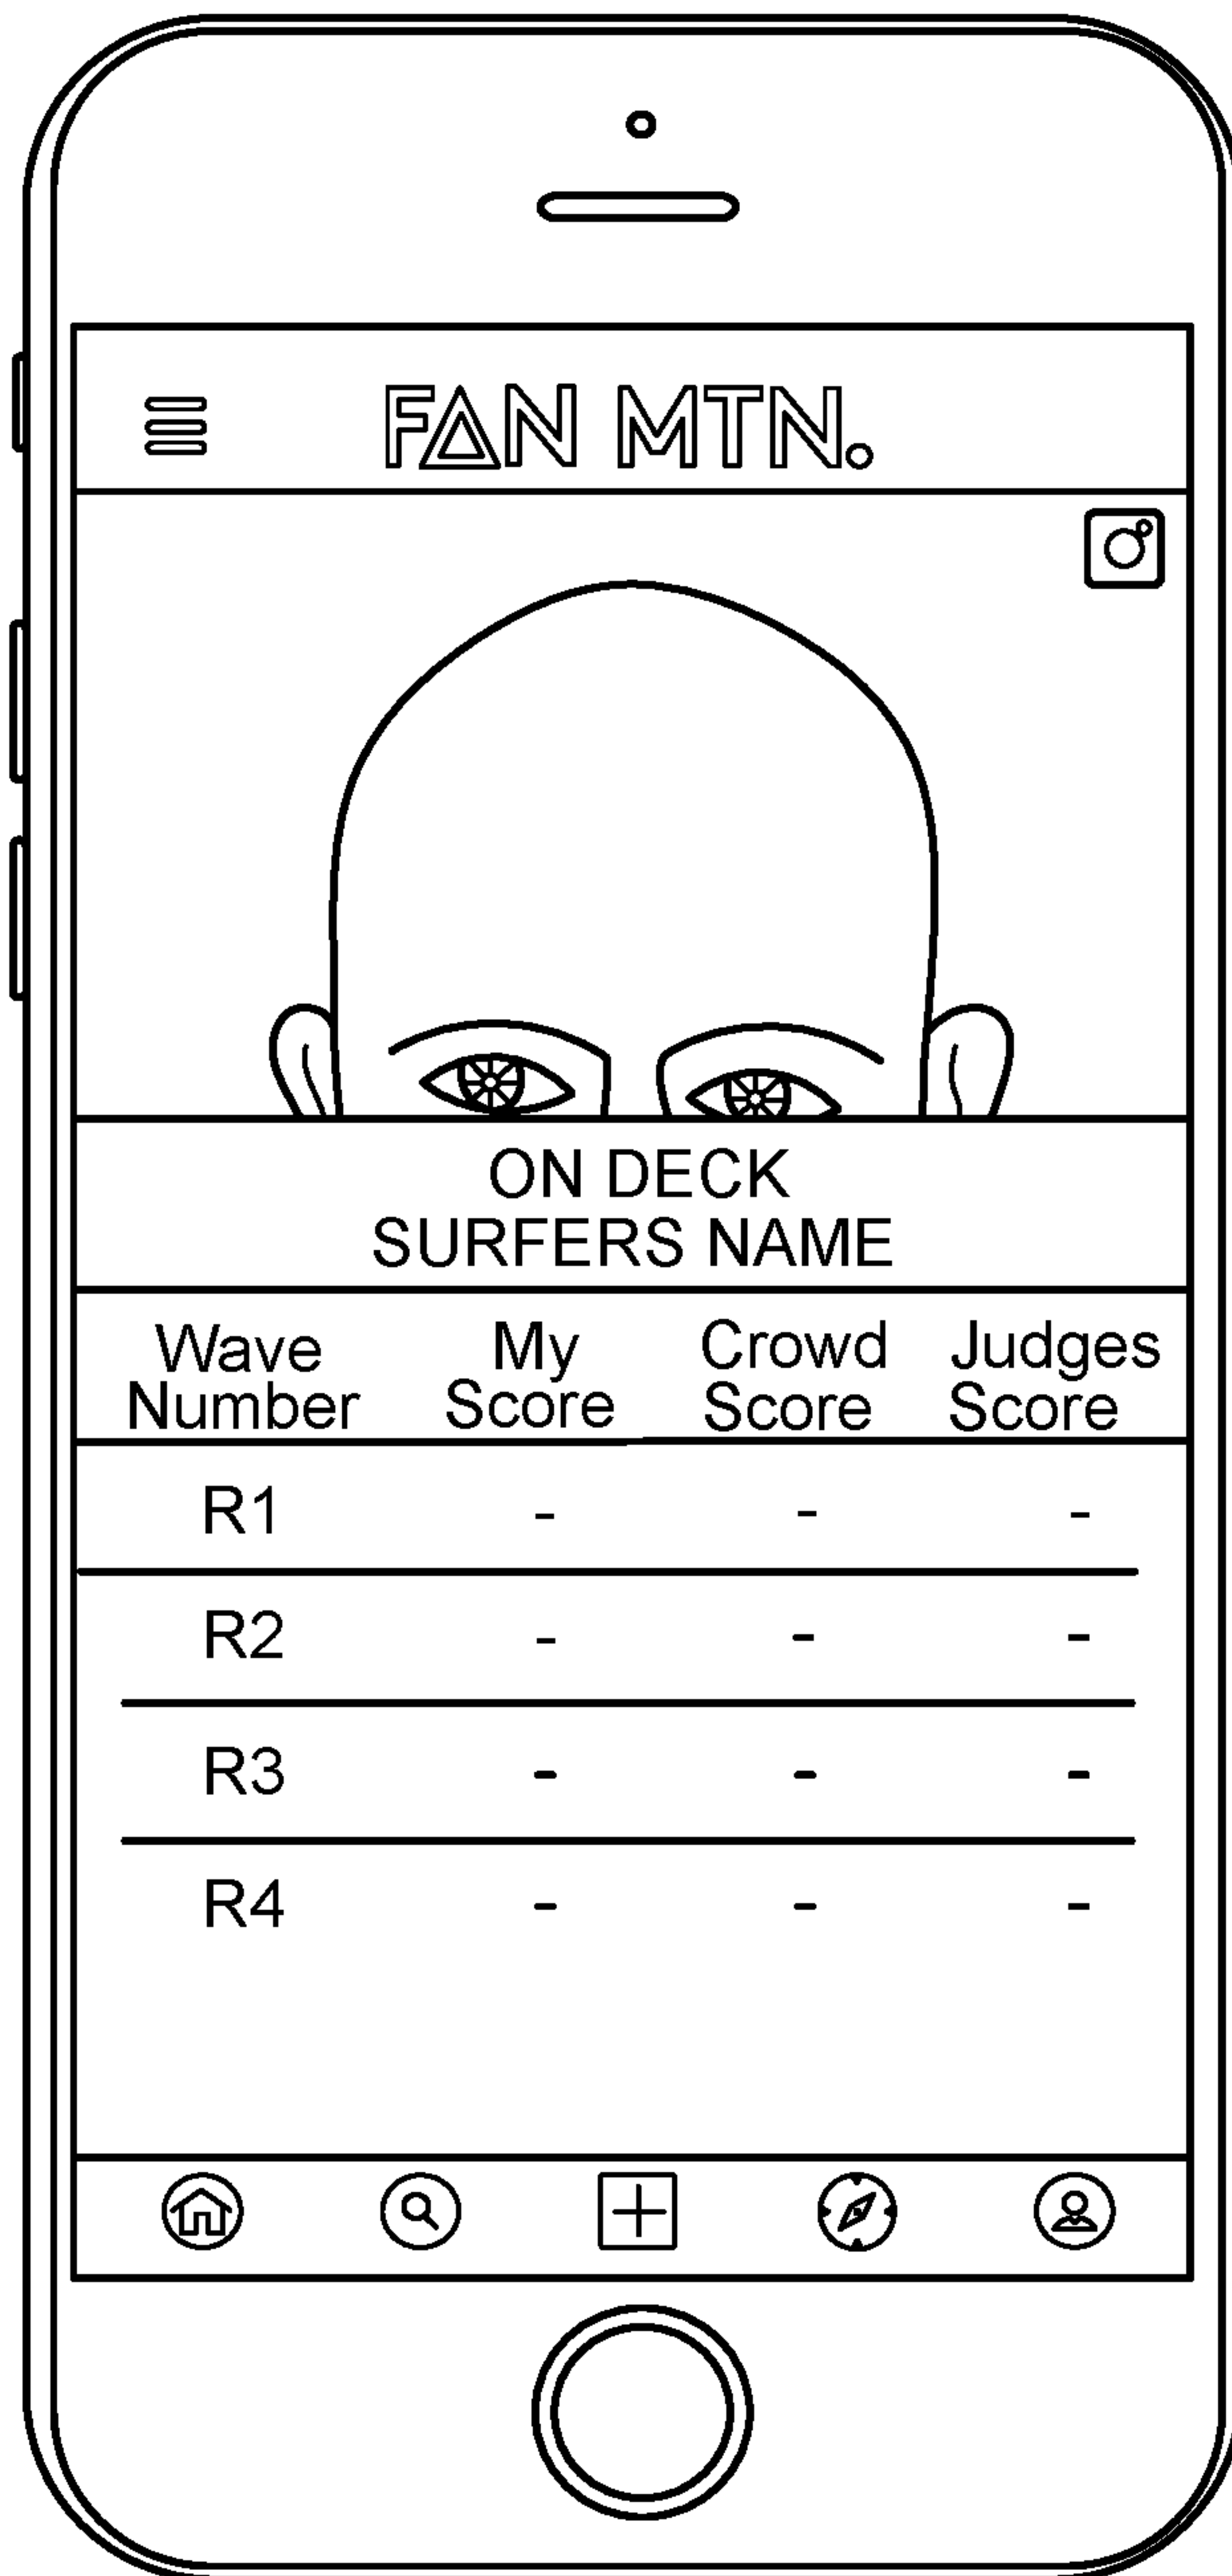 FAN MTN.
ON DECK
SURFERS NAME
Wave My Crowd Judges
Number Score Score Score
R1 - - -
R2 - - -
R3 - - -
R4 - - -